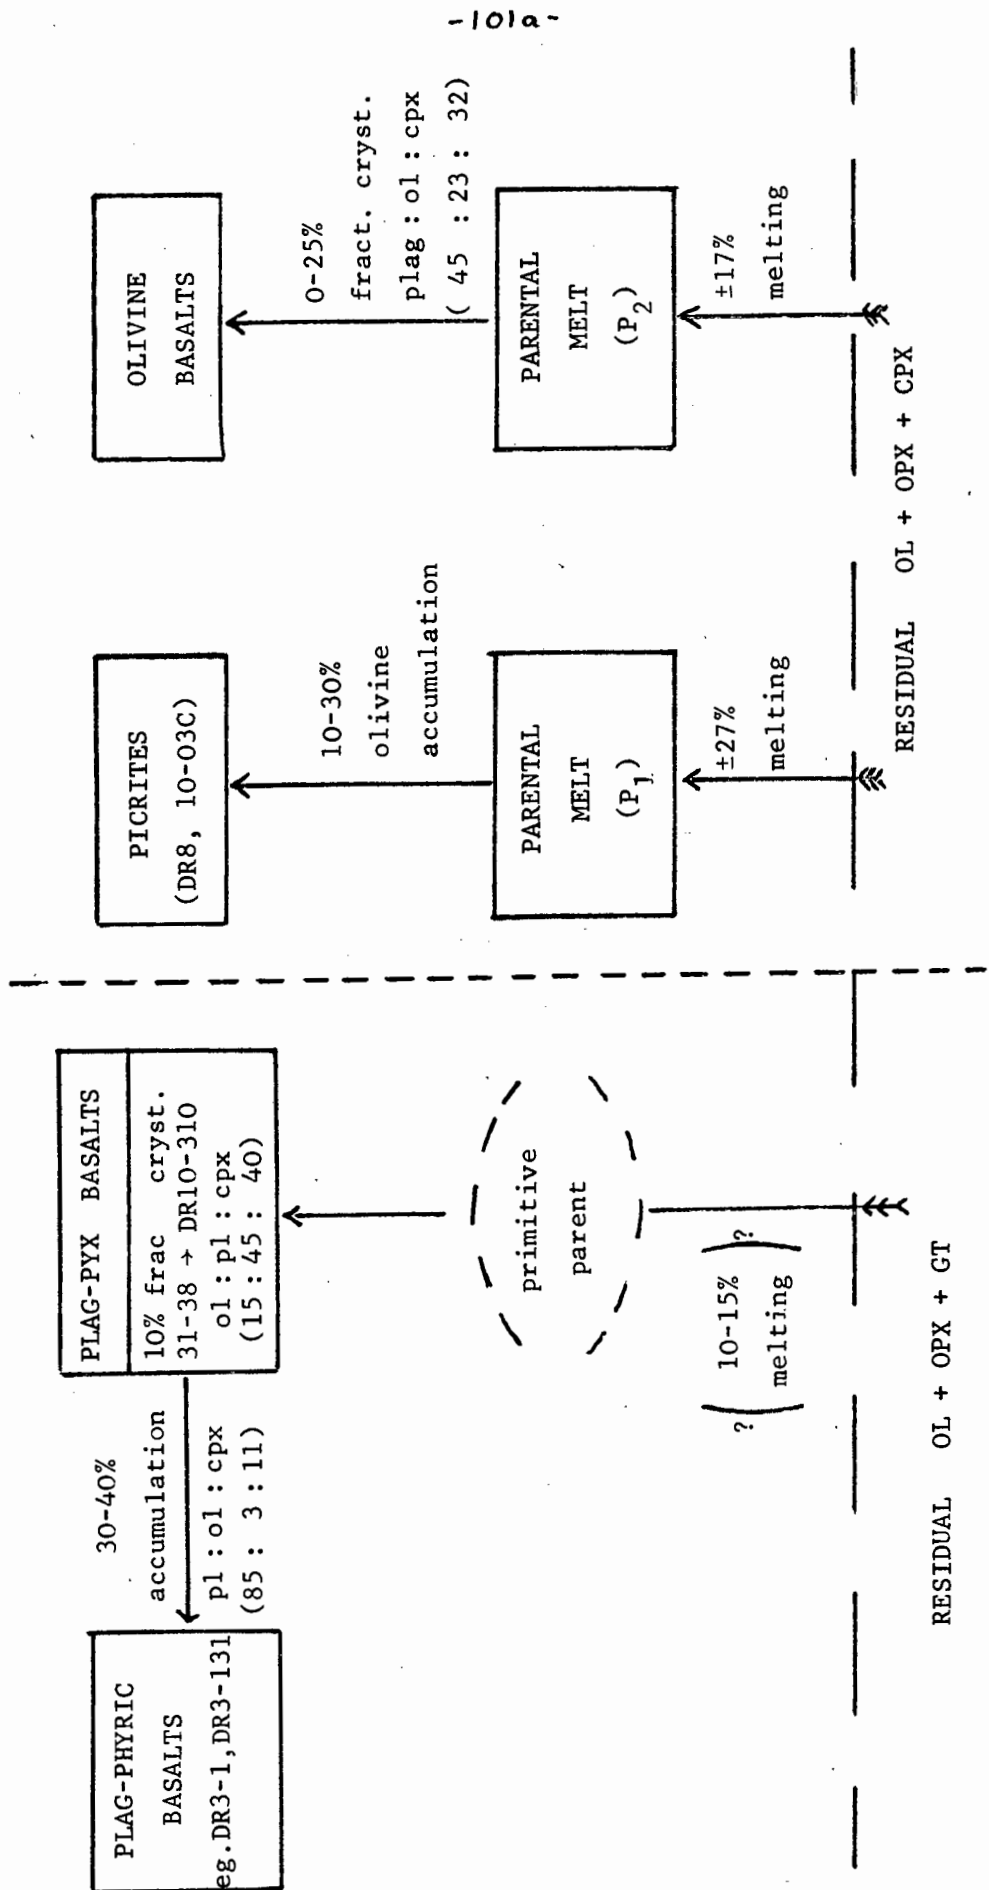 -101a-
PLAG-PHYRIC
BASALTS
eg.DR3-1,DR3-131
30-40%
accumulation
pl:ol:cpx
(85: 3:11)
PLAG-PYX BASALTS
10% frac cryst.
31-38 → DR10-310
ol:pl:cpx
(15:45: 40)
primitive
parent
? ( 10-15% ) ?
melting
RESIDUAL OL + OPX + GT
PICRITES
(DR8, 10-03C)
10-30%
olivine
accumulation
PARENTAL
MELT
(P1)
±27%
melting
OLIVINE
BASALTS
0-25%
fract. cryst.
plag:ol:cpx
( 45 :23: 32)
PARENTAL
MELT
(P2)
±17%
melting
RESIDUAL OL + OPX + CPX